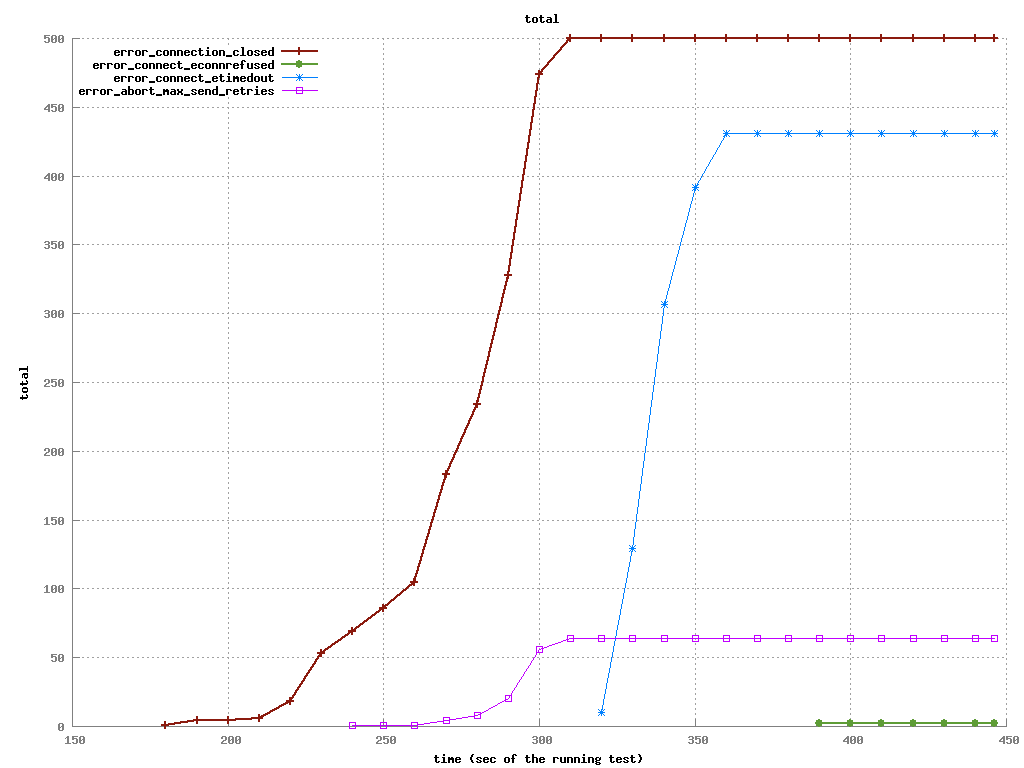 total
error_connection_closed
error_connect_econnrefused
error_connect_etimedout
error_abort_max_send_retries
500
450
400
350
300
250
200
150
100
50
0
total
150 200 250 300 350 400 450
time (sec of the running test)